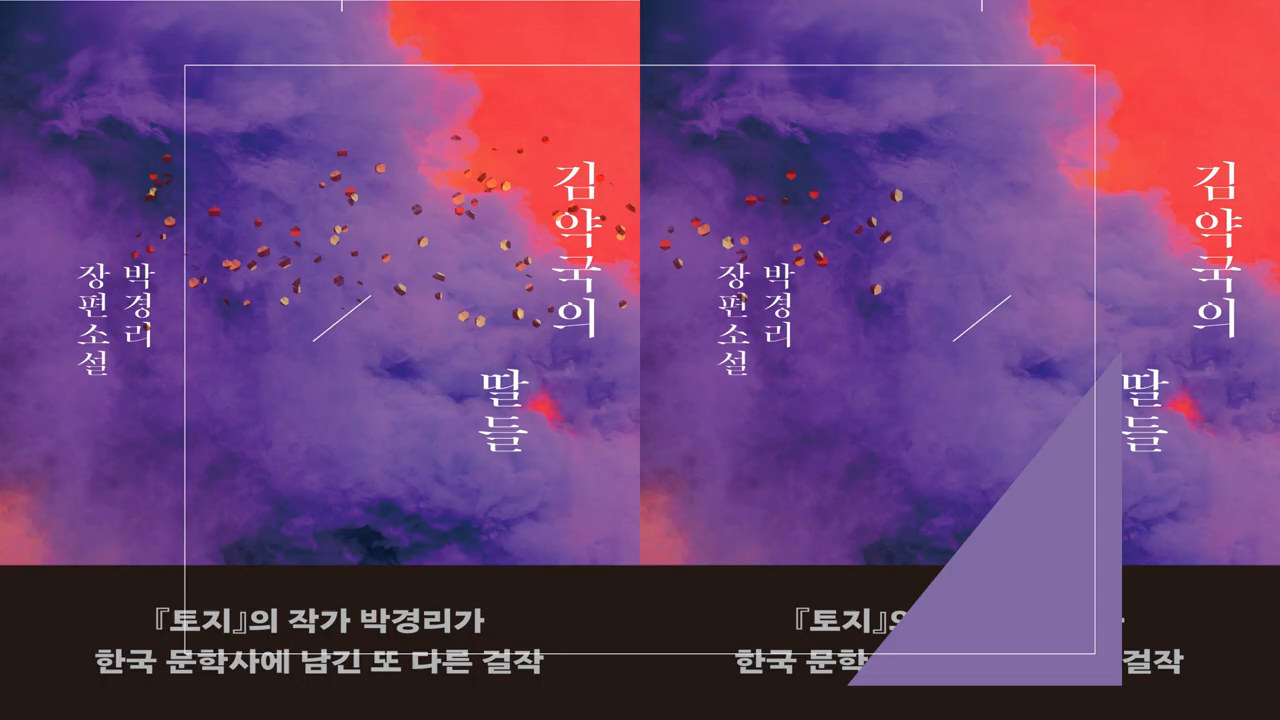 김약국의
딸들
박경리
장편소설
『토지』의 작가 박경리가
한국 문학사에 남긴 또 다른 걸작
김약국의
딸들
박경리
장편소설
『토지』
한국 문학 걸작